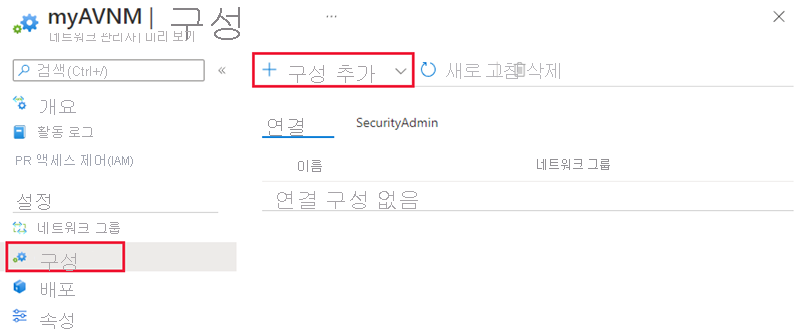 myAVNM | 구성
...
네트워크 관리자 | 미리 보기
검색(Ctrl+/)
«
+ 구성 추가
새로 고침
삭제
개요
활동 로그
PR 액세스 제어(IAM)
설정
네트워크 그룹
구성
배포
속성
연결
SecurityAdmin
이름
네트워크 그룹
연결 구성 없음